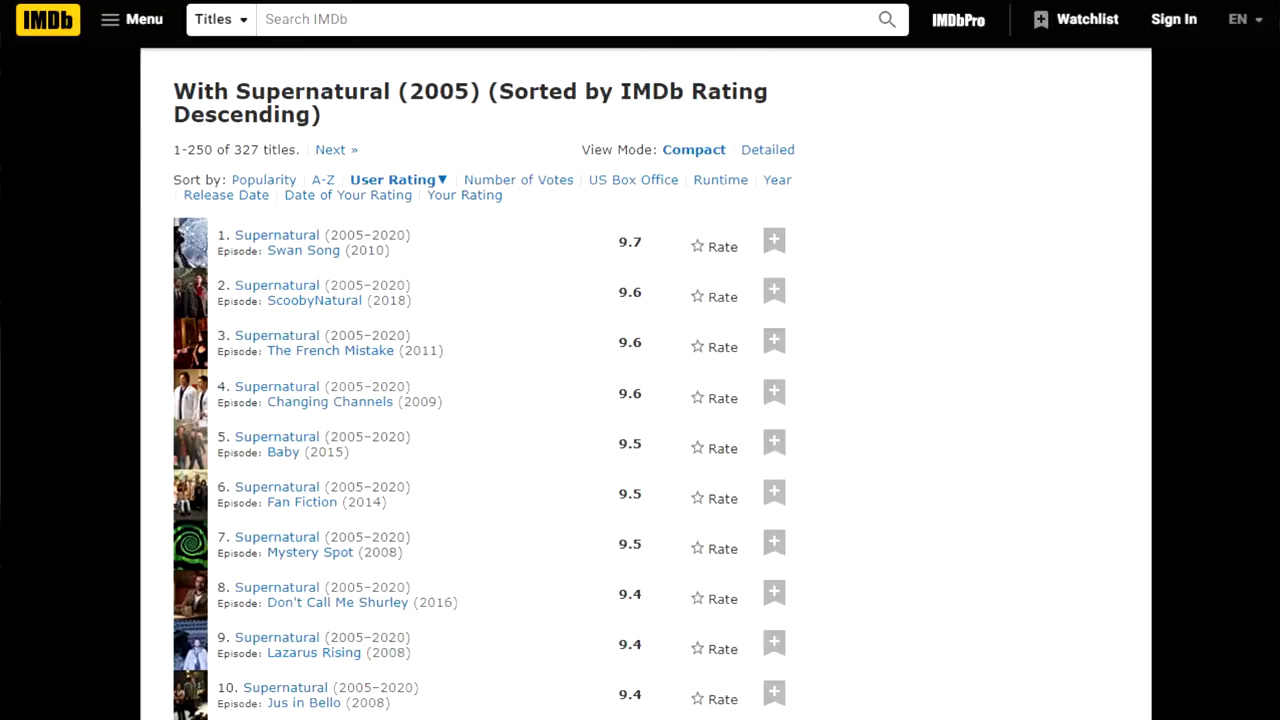 IMDb Menu Titles Search IMDb IMDbPro Watchlist Sign In EN
With Supernatural (2005) (Sorted by IMDb Rating
Descending)
1-250 of 327 titles. Next » View Mode: Compact Detailed
Sort by: Popularity A-Z User Rating▼ Number of Votes US Box Office Runtime Year
Release Date Date of Your Rating Your Rating
1. Supernatural (2005–2020)
Episode: Swan Song (2010)
9.7 Rate
2. Supernatural (2005–2020)
Episode: ScoobyNatural (2018)
9.6 Rate
3. Supernatural (2005–2020)
Episode: The French Mistake (2011)
9.6 Rate
4. Supernatural (2005–2020)
Episode: Changing Channels (2009)
9.6 Rate
5. Supernatural (2005–2020)
Episode: Baby (2015)
9.5 Rate
6. Supernatural (2005–2020)
Episode: Fan Fiction (2014)
9.5 Rate
7. Supernatural (2005–2020)
Episode: Mystery Spot (2008)
9.5 Rate
8. Supernatural (2005–2020)
Episode: Don't Call Me Shurley (2016)
9.4 Rate
9. Supernatural (2005–2020)
Episode: Lazarus Rising (2008)
9.4 Rate
10. Supernatural (2005–2020)
Episode: Jus in Bello (2008)
9.4 Rate